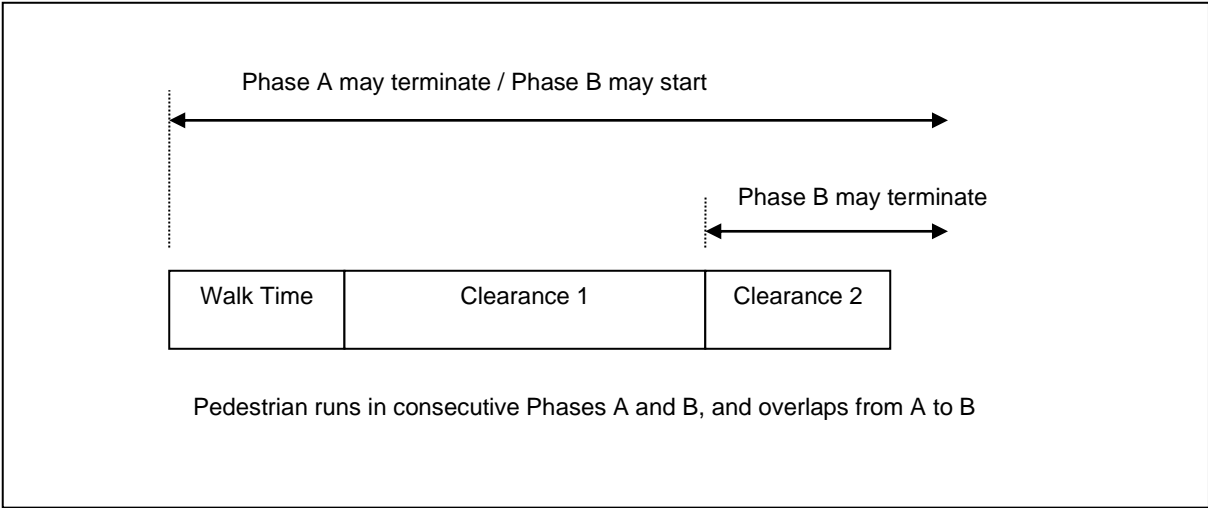 Phase A may terminate / Phase B may start
Phase B may terminate
Walk Time
Clearance 1
Clearance 2
Pedestrian runs in consecutive Phases A and B, and overlaps from A to B